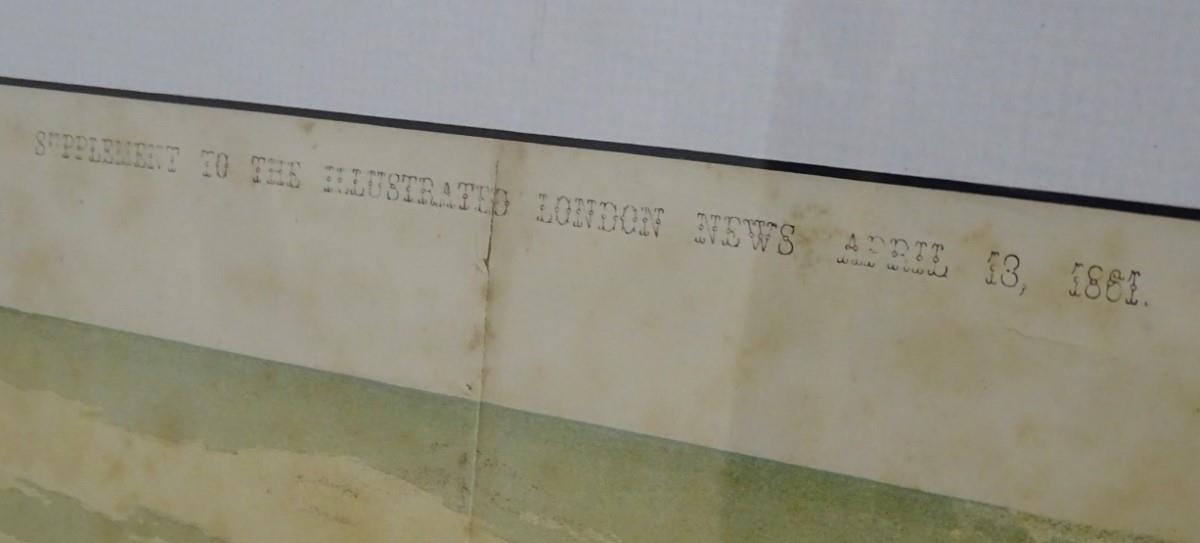 SUPPLEMENT TO THE ILLUSTRATED LONDON NEWS APRIL 13, 1861.